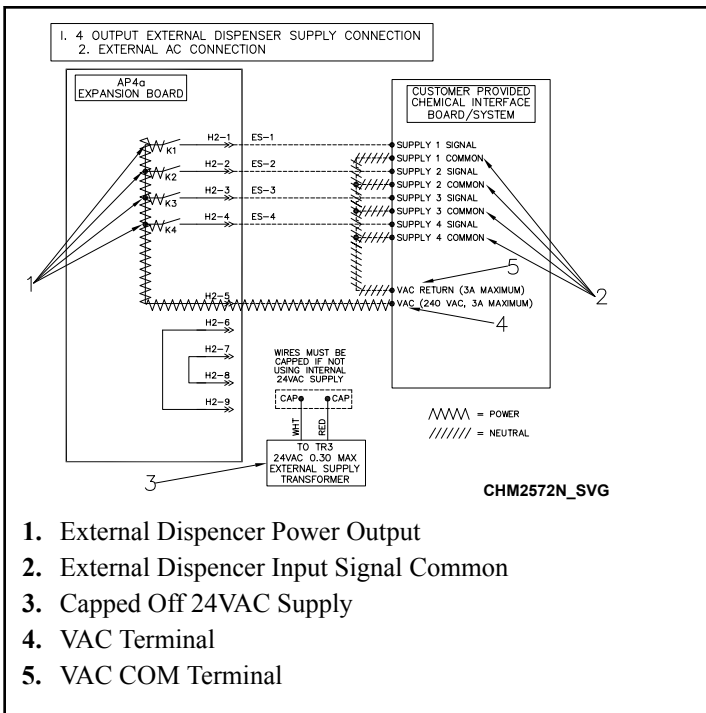 I. 4 OUTPUT EXTERNAL DISPENSER SUPPLY CONNECTION
2. EXTERNAL AC CONNECTION
AP4a
EXPANSION BOARD
CUSTOMER PROVIDED
CHEMICAL INTERFACE
BOARD/SYSTEM
K1
H2-1
ES-1
SUPPLY 1 SIGNAL
SUPPLY 1 COMMON
K2
H2-2
ES-2
SUPPLY 2 SIGNAL
SUPPLY 2 COMMON
K3
H2-3
ES-3
SUPPLY 3 SIGNAL
SUPPLY 3 COMMON
K4
H2-4
ES-4
SUPPLY 4 SIGNAL
SUPPLY 4 COMMON
1
5
2
VAC RETURN (3A MAXIMUM)
H2-5
VAC (240 VAC, 3A MAXIMUM)
4
H2-6
H2-7
H2-8
H2-9
WIRES MUST BE
CAPPED IF NOT
USING INTERNAL
24VAC SUPPLY
CAP
CAP
WHT
RED
TO TR3
24VAC 0.30 MAX
EXTERNAL SUPPLY
TRANSFORMER
3
= POWER
= NEUTRAL
CHM2572N_SVG
1. External Dispencer Power Output
2. External Dispencer Input Signal Common
3. Capped Off 24VAC Supply
4. VAC Terminal
5. VAC COM Terminal